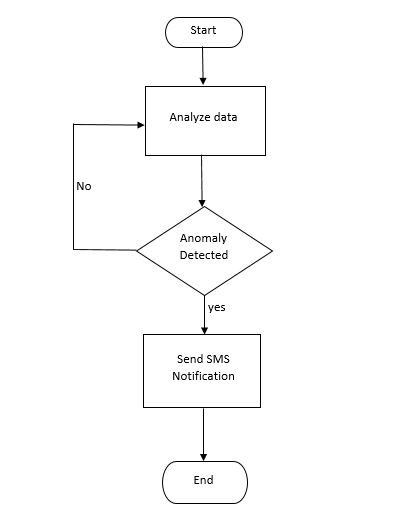 Start
Analyze data
No
Anomaly
Detected
yes
Send SMS
Notification
End